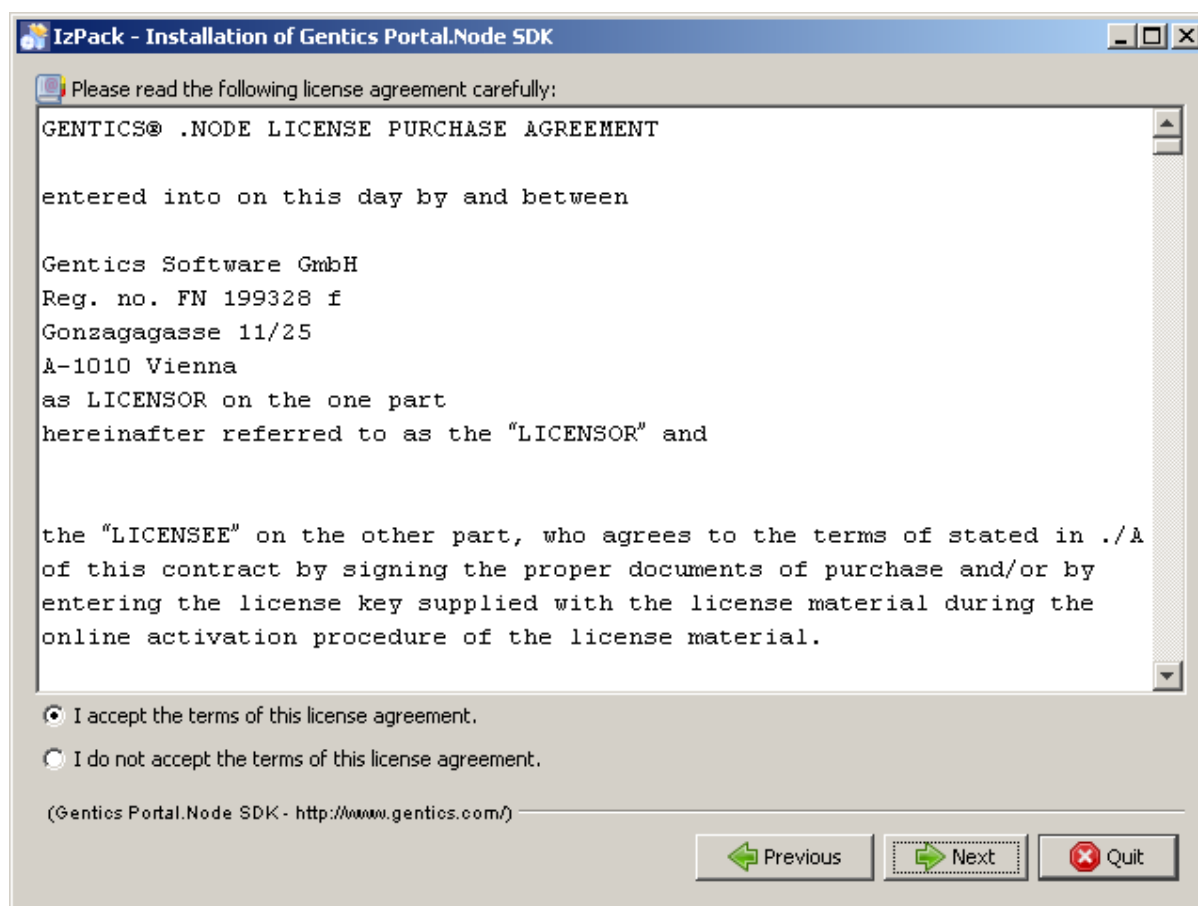 IzPack - Installation of Gentics Portal.Node SDK
Please read the following license agreement carefully:
GENTICS® .NODE LICENSE PURCHASE AGREEMENT
entered into on this day by and between
Gentics Software GmbH
Reg. no. FN 199328 f
Gonzagagasse 11/25
A-1010 Vienna
as LICENSOR on the one part
hereinafter referred to as the "LICENSOR" and
the "LICENSEE" on the other part, who agrees to the terms of stated in ./A
of this contract by signing the proper documents of purchase and/or by
entering the license key supplied with the license material during the
online activation procedure of the license material.
I accept the terms of this license agreement.
I do not accept the terms of this license agreement.
(Gentics Portal.Node SDK - http://www.gentics.com/)
Previous Next Quit